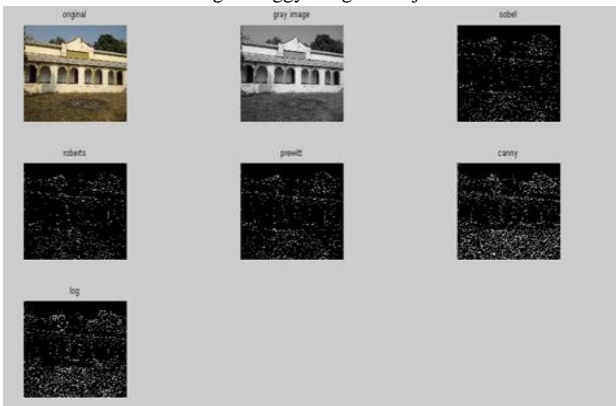 original
gray image
sobel
roberts
prewitt
canny
log